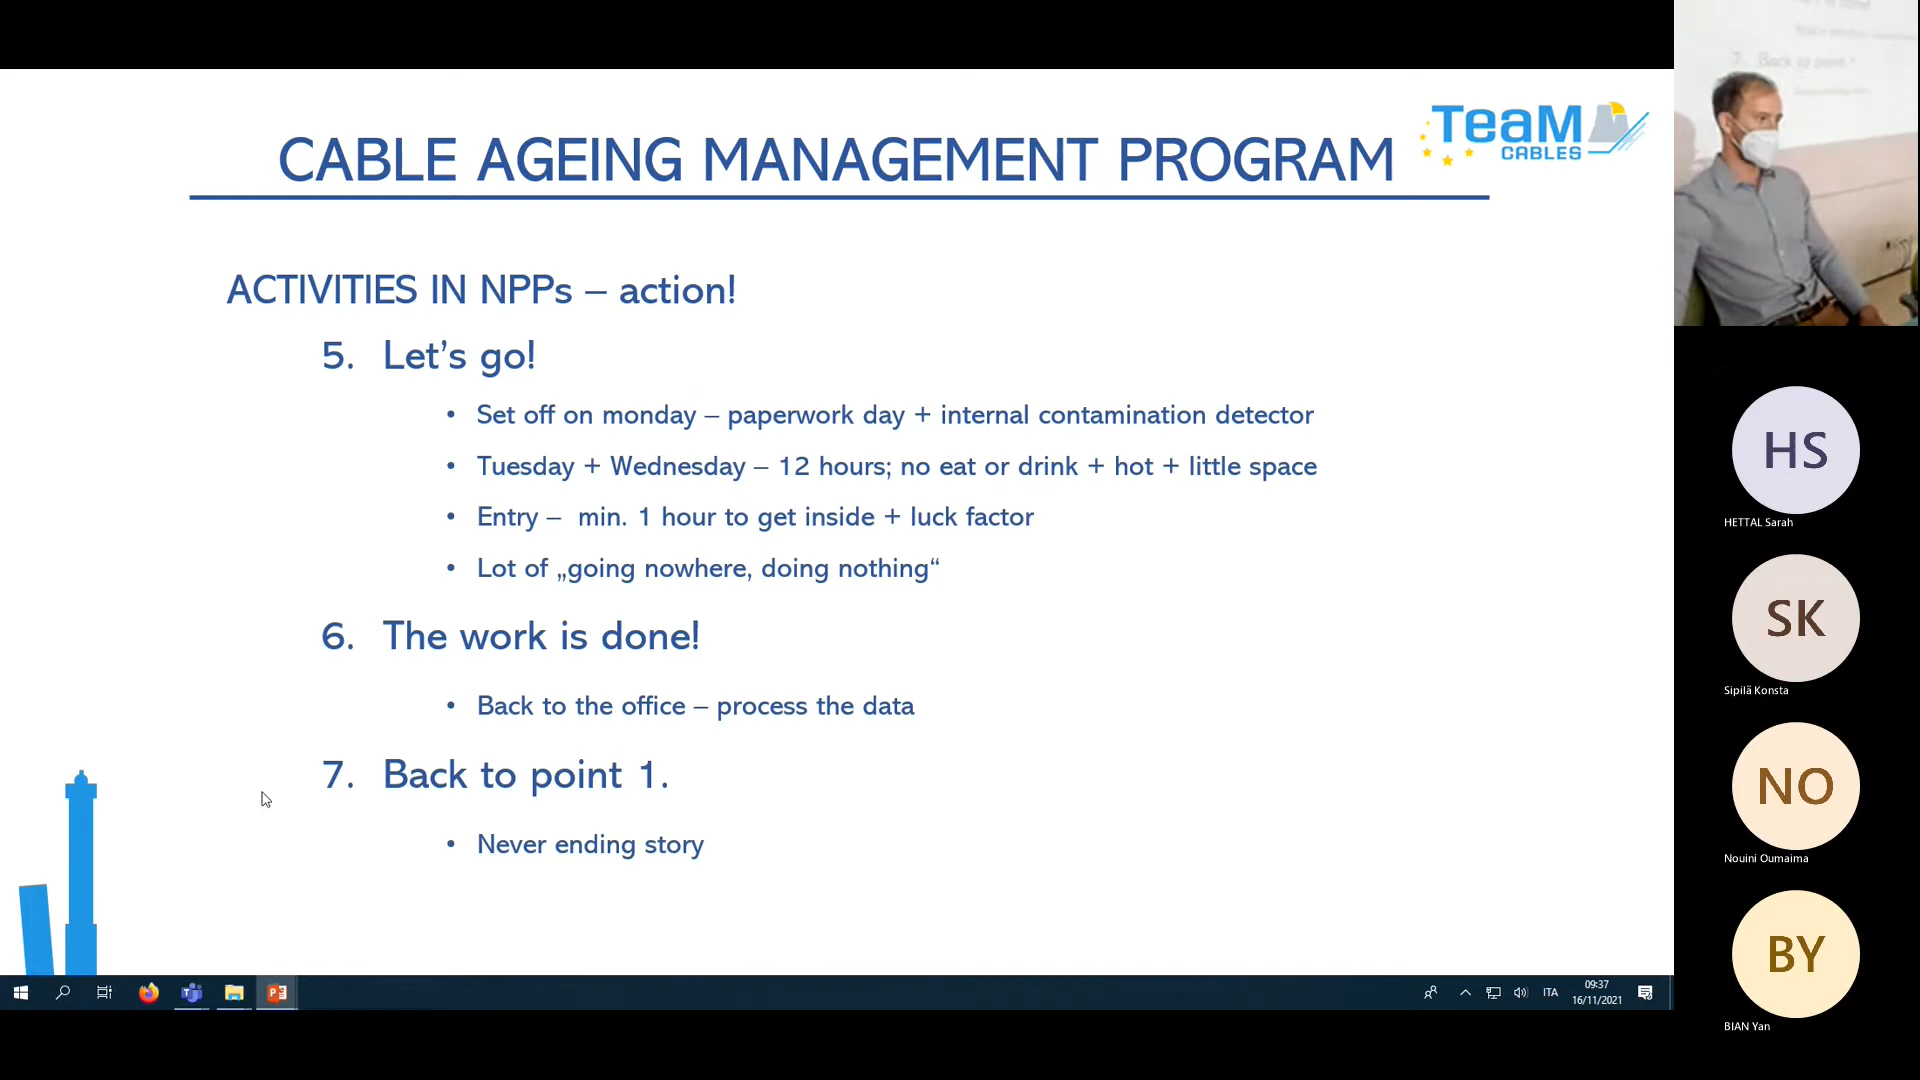 CABLE AGEING MANAGEMENT PROGRAM
TeaM
CABLES
ACTIVITIES IN NPPs – action!
5. Let's go!
• Set off on monday – paperwork day + internal contamination detector
• Tuesday + Wednesday – 12 hours; no eat or drink + hot + little space
• Entry – min. 1 hour to get inside + luck factor
• Lot of „going nowhere, doing nothing“
6. The work is done!
• Back to the office – process the data
7. Back to point 1.
• Never ending story
ITA
09:37
16/11/2021
7. Back to point
HS
HETTAL Sarah
SK
Sipilä Konsta
NO
Nouini Oumaima
BY
BIAN Yan